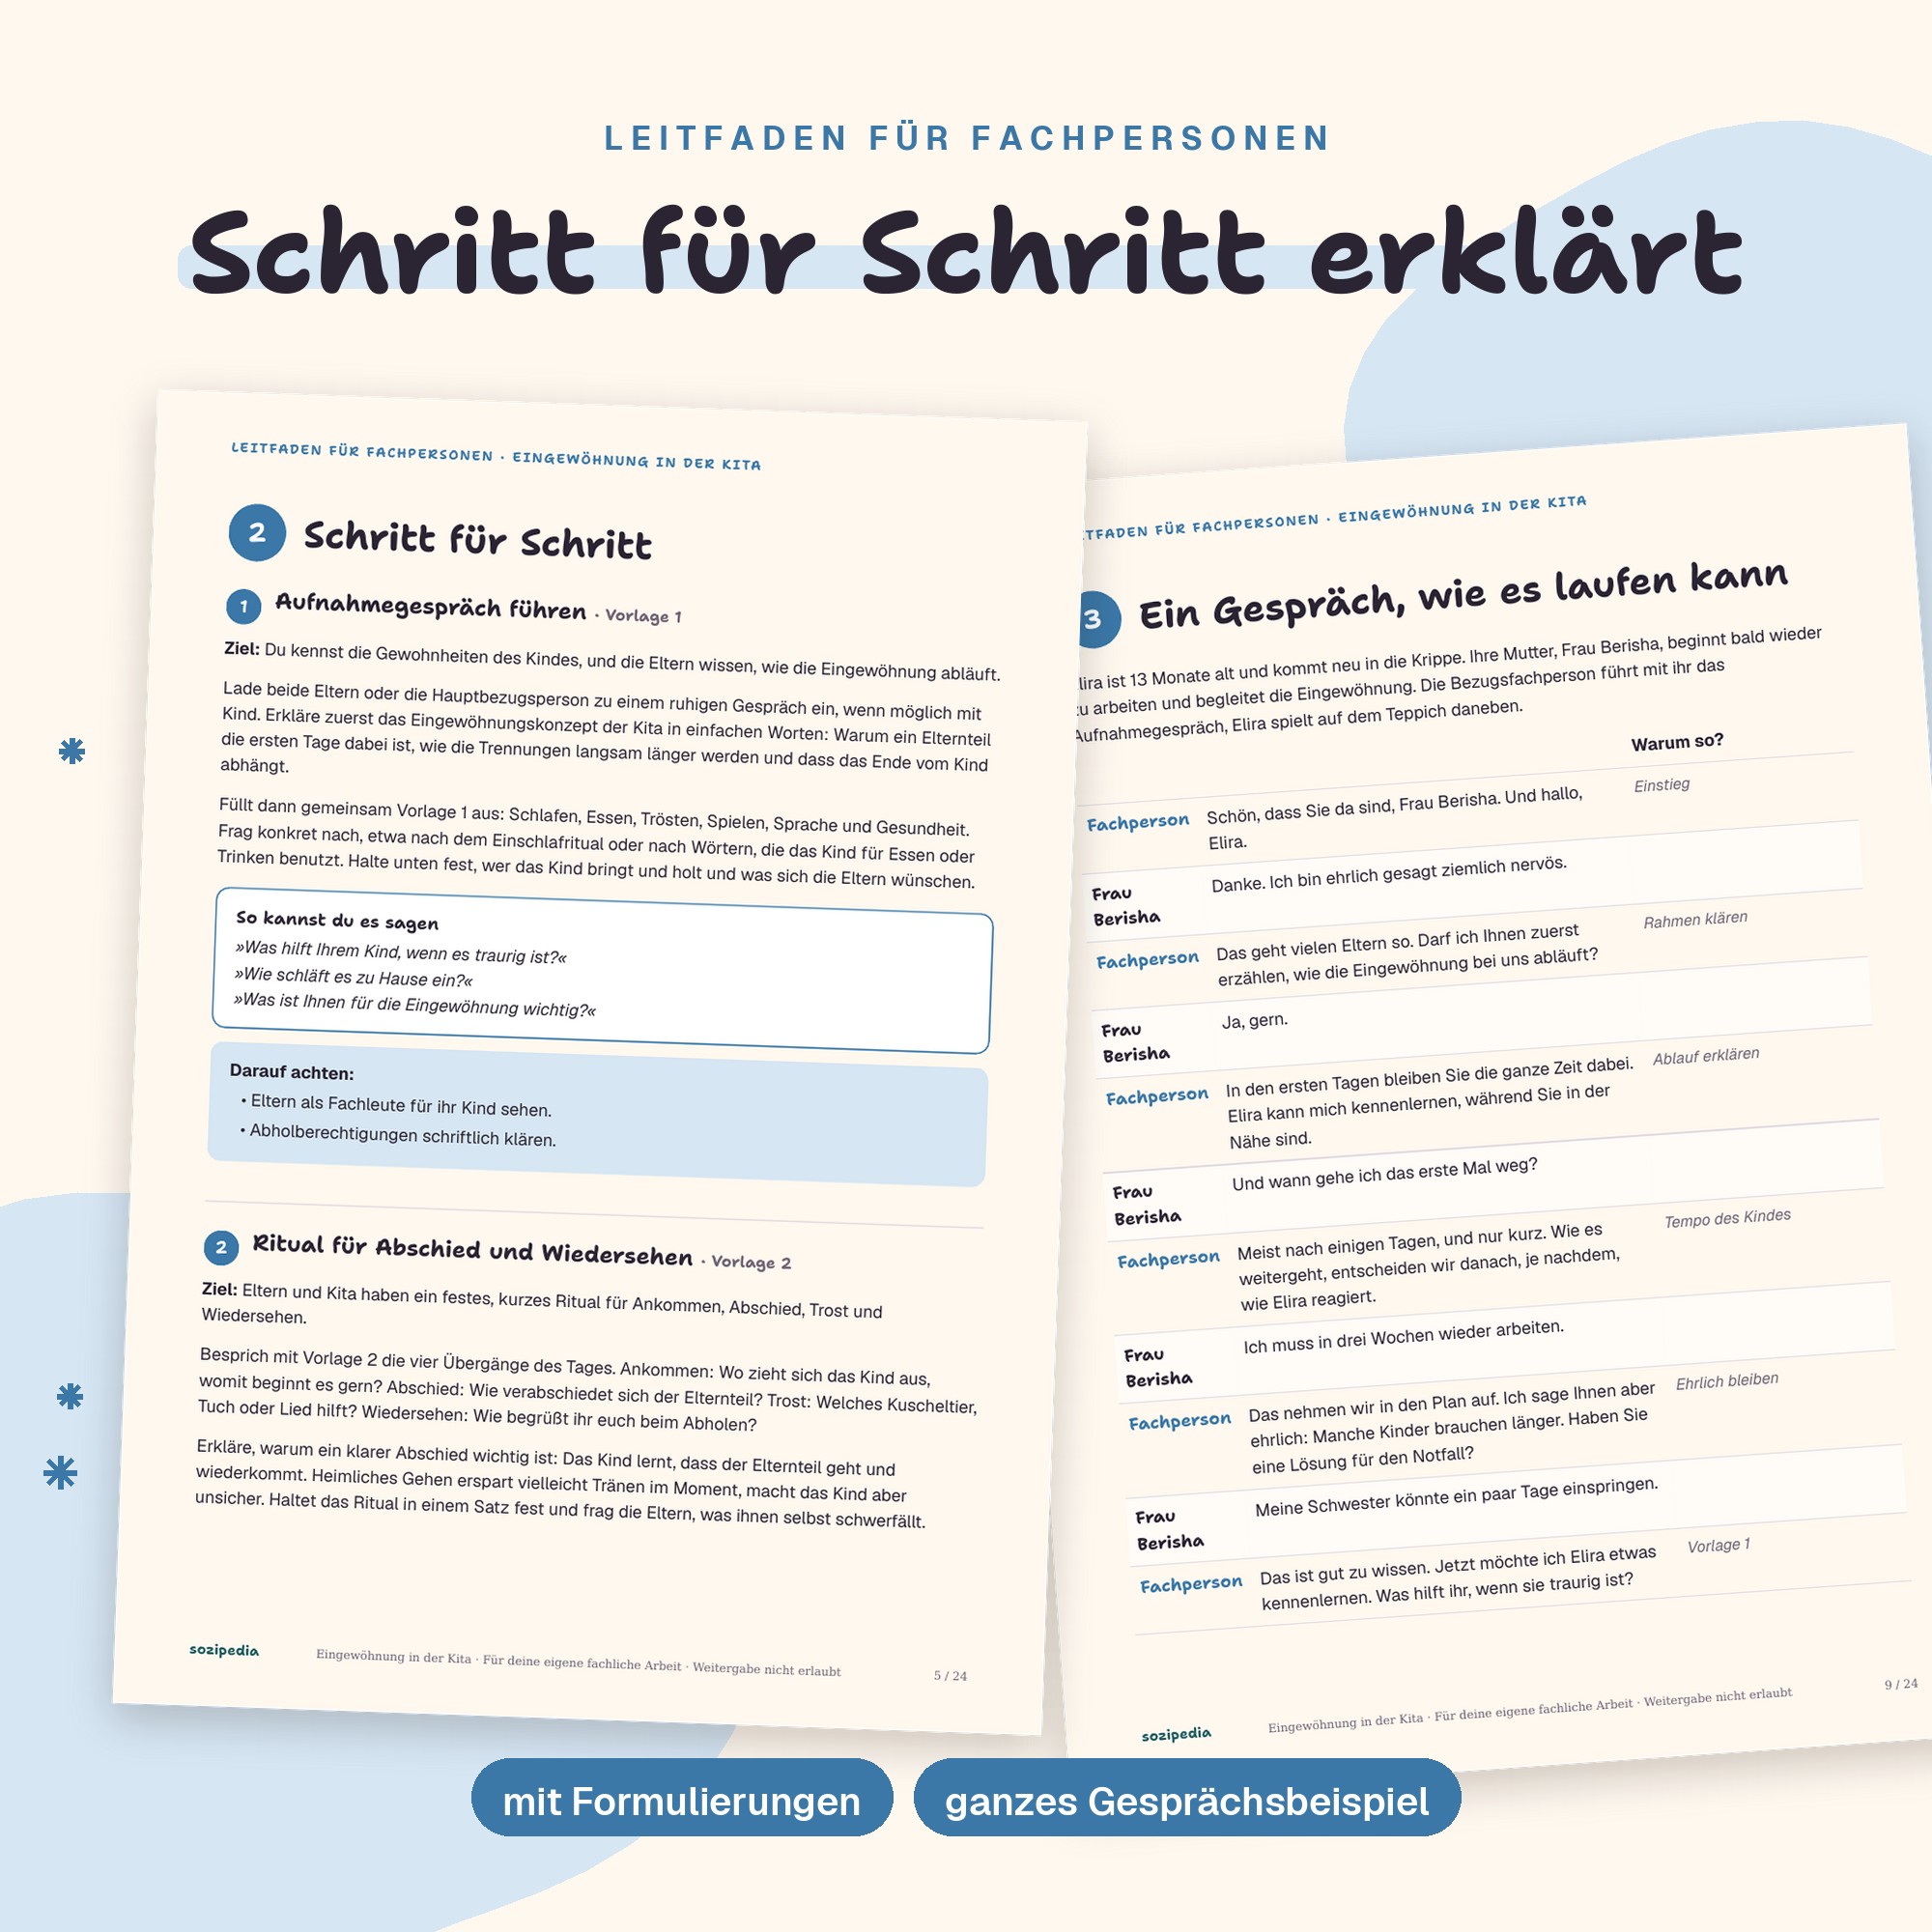 LEITFADEN FÜR FACHPERSONEN
Schritt für Schritt erklärt
LEITFADEN FÜR FACHPERSONEN · EINGEWÖHNUNG IN DER KITA
2 Schritt für Schritt
1 Aufnahmegespräch führen · Vorlage 1
Ziel: Du kennst die Gewohnheiten des Kindes, und die Eltern wissen, wie die Eingewöhnung abläuft.
Lade beide Eltern oder die Hauptbezugsperson zu einem ruhigen Gespräch ein, wenn möglich mit
Kind. Erkläre zuerst das Eingewöhnungskonzept der Kita in einfachen Worten: Warum ein Elternteil
die ersten Tage dabei ist, wie die Trennungen langsam länger werden und dass das Ende vom Kind
abhängt.
Füllt dann gemeinsam Vorlage 1 aus: Schlafen, Essen, Trösten, Spielen, Sprache und Gesundheit.
Frag konkret nach, etwa nach dem Einschlafritual oder nach Wörtern, die das Kind für Essen oder
Trinken benutzt. Halte unten fest, wer das Kind bringt und holt und was sich die Eltern wünschen.
So kannst du es sagen
»Was hilft Ihrem Kind, wenn es traurig ist?«
»Wie schläft es zu Hause ein?«
»Was ist Ihnen für die Eingewöhnung wichtig?«
Darauf achten:
• Eltern als Fachleute für ihr Kind sehen.
• Abholberechtigungen schriftlich klären.
2 Ritual für Abschied und Wiedersehen · Vorlage 2
Ziel: Eltern und Kita haben ein festes, kurzes Ritual für Ankommen, Abschied, Trost und
Wiedersehen.
Besprich mit Vorlage 2 die vier Übergänge des Tages. Ankommen: Wo zieht sich das Kind aus,
womit beginnt es gern? Abschied: Wie verabschiedet sich der Elternteil? Trost: Welches Kuscheltier,
Tuch oder Lied hilft? Wiedersehen: Wie begrüßt ihr euch beim Abholen?
Erkläre, warum ein klarer Abschied wichtig ist: Das Kind lernt, dass der Elternteil geht und
wiederkommt. Heimliches Gehen erspart vielleicht Tränen im Moment, macht das Kind aber
unsicher. Haltet das Ritual in einem Satz fest und frag die Eltern, was ihnen selbst schwerfällt.
sozipedia Eingewöhnung in der Kita · Für deine eigene fachliche Arbeit · Weitergabe nicht erlaubt 5 / 24
TFADEN FÜR FACHPERSONEN · EINGEWÖHNUNG IN DER KITA
3 Ein Gespräch, wie es laufen kann
lira ist 13 Monate alt und kommt neu in die Krippe. Ihre Mutter, Frau Berisha, beginnt bald wieder
zu arbeiten und begleitet die Eingewöhnung. Die Bezugsfachperson führt mit ihr das
Aufnahmegespräch, Elira spielt auf dem Teppich daneben.
Warum so?
Fachperson Schön, dass Sie da sind, Frau Berisha. Und hallo, Einstieg
Elira.
Frau Danke. Ich bin ehrlich gesagt ziemlich nervös.
Berisha
Fachperson Das geht vielen Eltern so. Darf ich Ihnen zuerst Rahmen klären
erzählen, wie die Eingewöhnung bei uns abläuft?
Frau Ja, gern.
Berisha
Fachperson In den ersten Tagen bleiben Sie die ganze Zeit dabei. Ablauf erklären
Elira kann mich kennenlernen, während Sie in der
Nähe sind.
Frau Und wann gehe ich das erste Mal weg?
Berisha
Fachperson Meist nach einigen Tagen, und nur kurz. Wie es Tempo des Kindes
weitergeht, entscheiden wir danach, je nachdem,
wie Elira reagiert.
Frau Ich muss in drei Wochen wieder arbeiten.
Berisha
Fachperson Das nehmen wir in den Plan auf. Ich sage Ihnen aber Ehrlich bleiben
ehrlich: Manche Kinder brauchen länger. Haben Sie
eine Lösung für den Notfall?
Frau Meine Schwester könnte ein paar Tage einspringen.
Berisha
Fachperson Das ist gut zu wissen. Jetzt möchte ich Elira etwas Vorlage 1
kennenlernen. Was hilft ihr, wenn sie traurig ist?
sozipedia Eingewöhnung in der Kita · Für deine eigene fachliche Arbeit · Weitergabe nicht erlaubt 9 / 24
mit Formulierungen
ganzes Gesprächsbeispiel